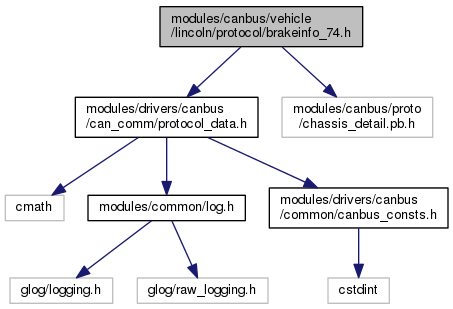 modules/canbus/vehicle
/lincoln/protocol/brakeinfo_74.h
modules/drivers/canbus
/can_comm/protocol_data.h
modules/canbus/proto
/chassis_detail.pb.h
cmath
modules/common/log.h
modules/drivers/canbus
/common/canbus_consts.h
glog/logging.h
glog/raw_logging.h
cstdint